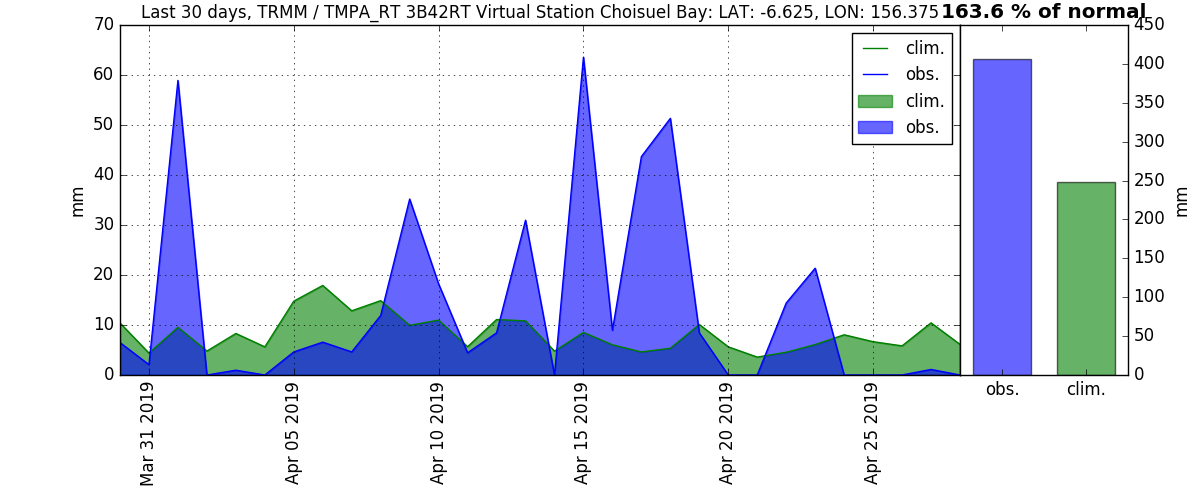 Last 30 days, TRMM / TMPA_RT 3B42RT Virtual Station Choisuel Bay: LAT: -6.625, LON: 156.375 163.6 % of normal
70
60
50
40
30
20
10
0
mm
clim.
obs.
clim.
obs.
Mar 31 2019
Apr 05 2019
Apr 10 2019
Apr 15 2019
Apr 20 2019
Apr 25 2019
450
400
350
300
250
200
150
100
50
0
mm
obs.
clim.